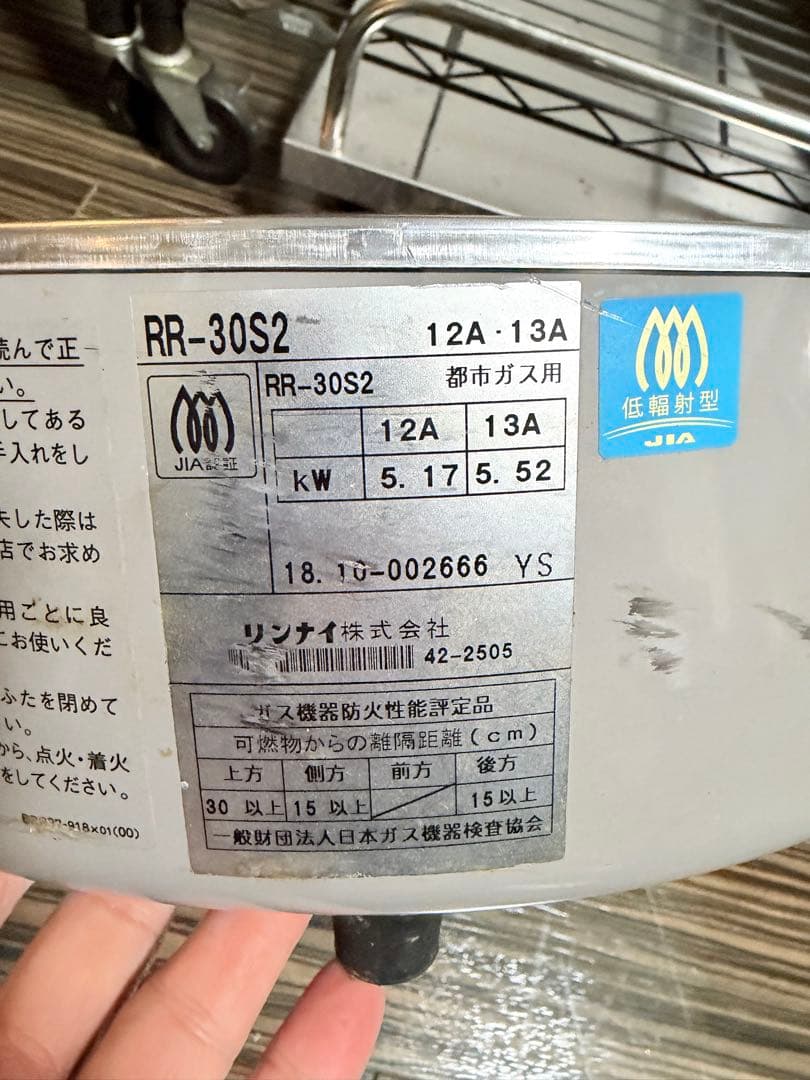 読んで正
い。
してある
手入れをし
失した際は
店でお求め
用ごとに良
にお使いくだ
ふたを閉めて
い。
から、点火・着火
をしてください。
-918×01(00)
RR-30S2 12A・13A
JIA認証
RR-30S2 都市ガス用
12A 13A
kW 5.17 5.52
18.10-002666 YS
リンナイ株式会社
42-2505
ガス機器防火性能評定品
可燃物からの離隔距離(cm)
上方 側方 前方 後方
30 以上 15 以上 15以上
一般財団法人日本ガス機器検査協会
低輻射型
JIA